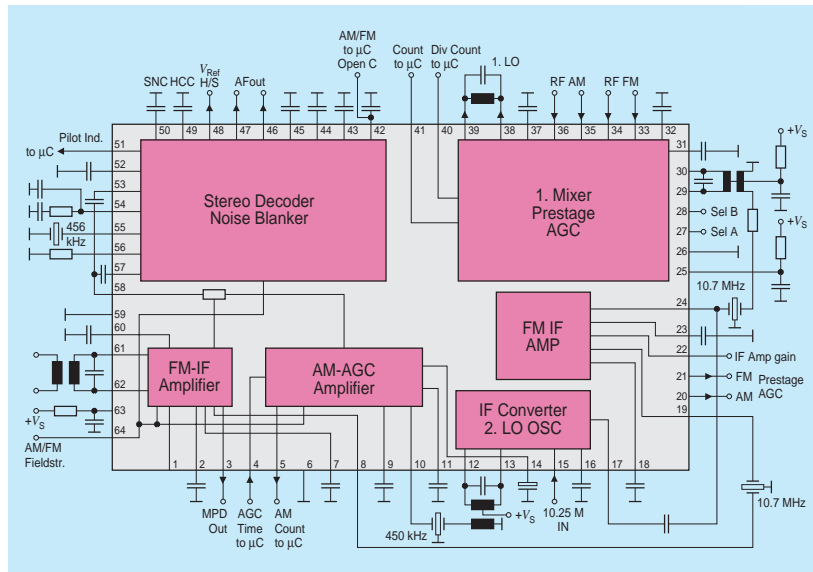 AM/FM
to µC
Open C
Count
to µC
Div Count
to µC
1. LO
SNC HCC
VRef
H/S
AFout
RF AM
RF FM
50 49 48 47 46 45 44 43 42 41 40 39 38 37 36 35 34 33 32
Pilot Ind.
to µC
51
52
53
54
55
456
kHz
56
57
58
59
60
61
62
63
+VS
64
AM/FM
Fieldstr.
Stereo Decoder
Noise Blanker
1. Mixer
Prestage
AGC
FM IF
AMP
FM-IF
Amplifier
AM-AGC
Amplifier
IF Converter
2. LO OSC
31
+VS
30
29
28
Sel B
27
Sel A
+VS
26
25
10.7 MHz
24
23
22
IF Amp gain
21
FM
Prestage
AGC
20
AM
19
1 2 3 4 5 6 7 8 9 10 11 12 13 14 15 16 17 18
MPD
Out
AGC
Time
to µC
AM
Count
to µC
450 kHz
+VS
10.25 M
IN
10.7 MHz